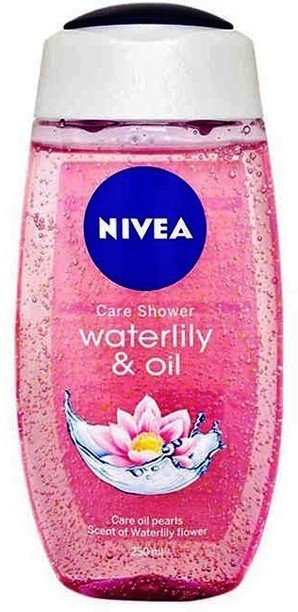 NIVEA
Care Shower
waterlily
& oil
Care oil pearls
Scent of Waterlily flower
250 ml